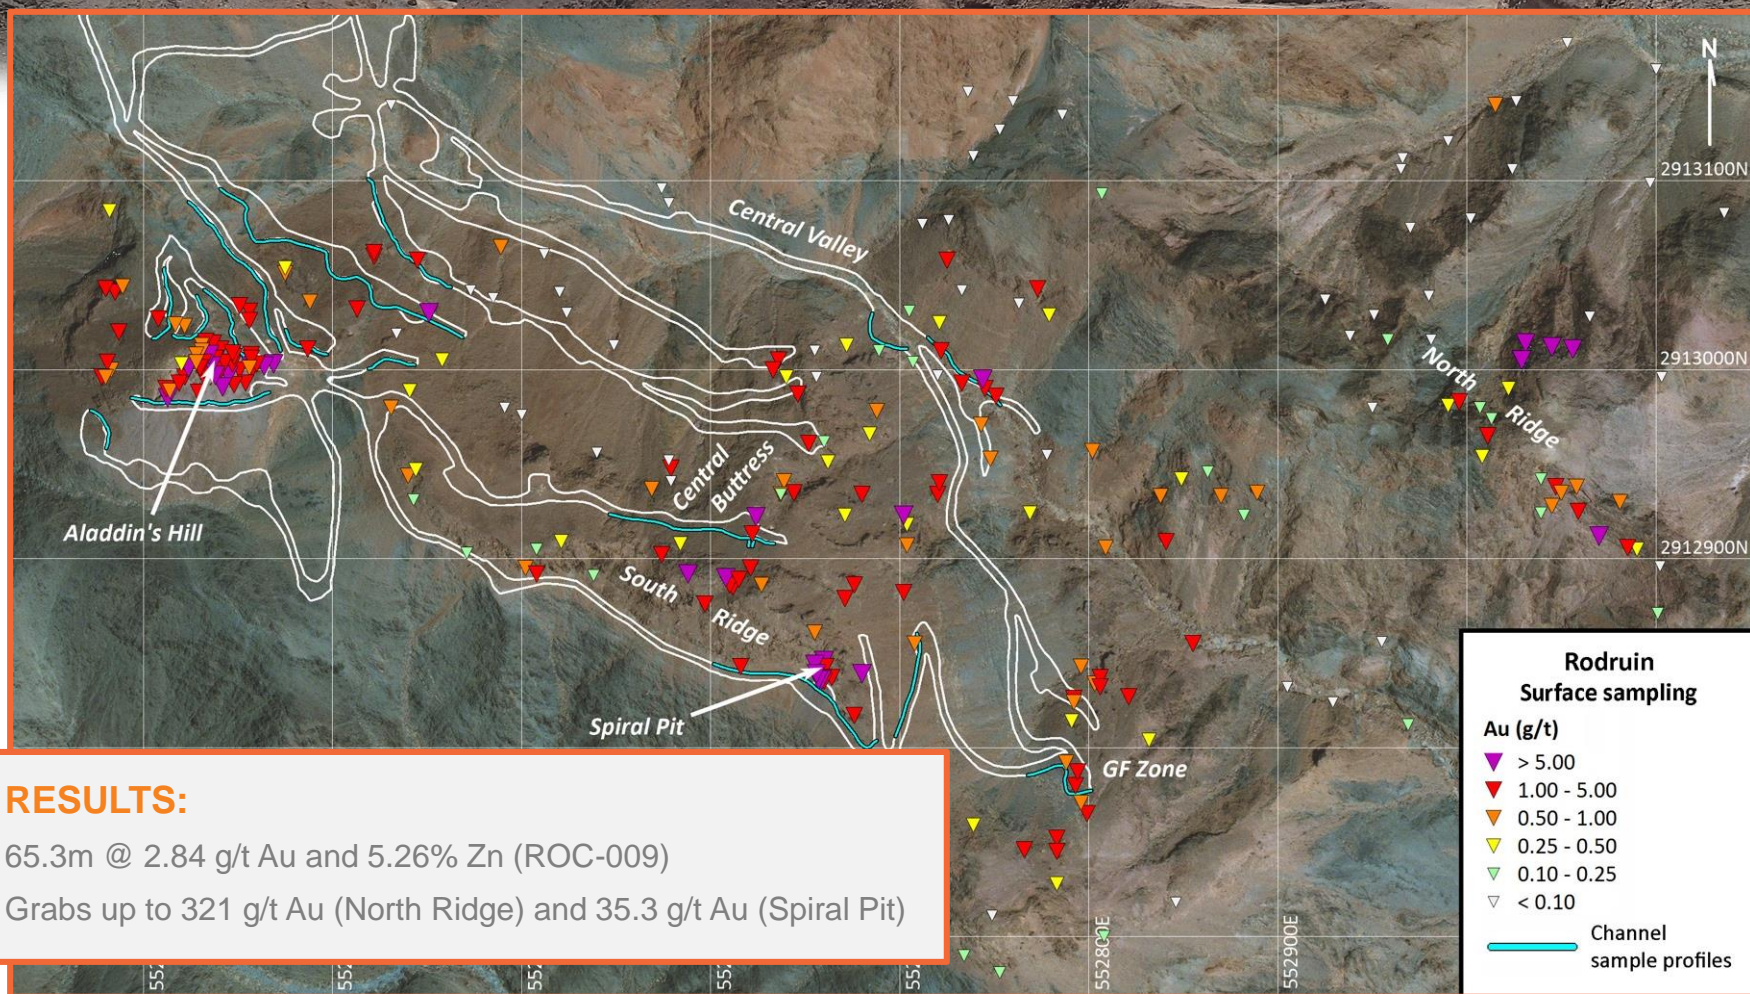 N
2913100N
Central Valley
2913000N
North
Ridge
Central
Buttress
Aladdin's Hill
2912900N
South
Ridge
Spiral Pit
GF Zone
552800E
552900E
Rodruin
Surface sampling
Au (g/t)
> 5.00
1.00 - 5.00
0.50 - 1.00
0.25 - 0.50
0.10 - 0.25
< 0.10
Channel
sample profiles
RESULTS:
65.3m @ 2.84 g/t Au and 5.26% Zn (ROC-009)
Grabs up to 321 g/t Au (North Ridge) and 35.3 g/t Au (Spiral Pit)